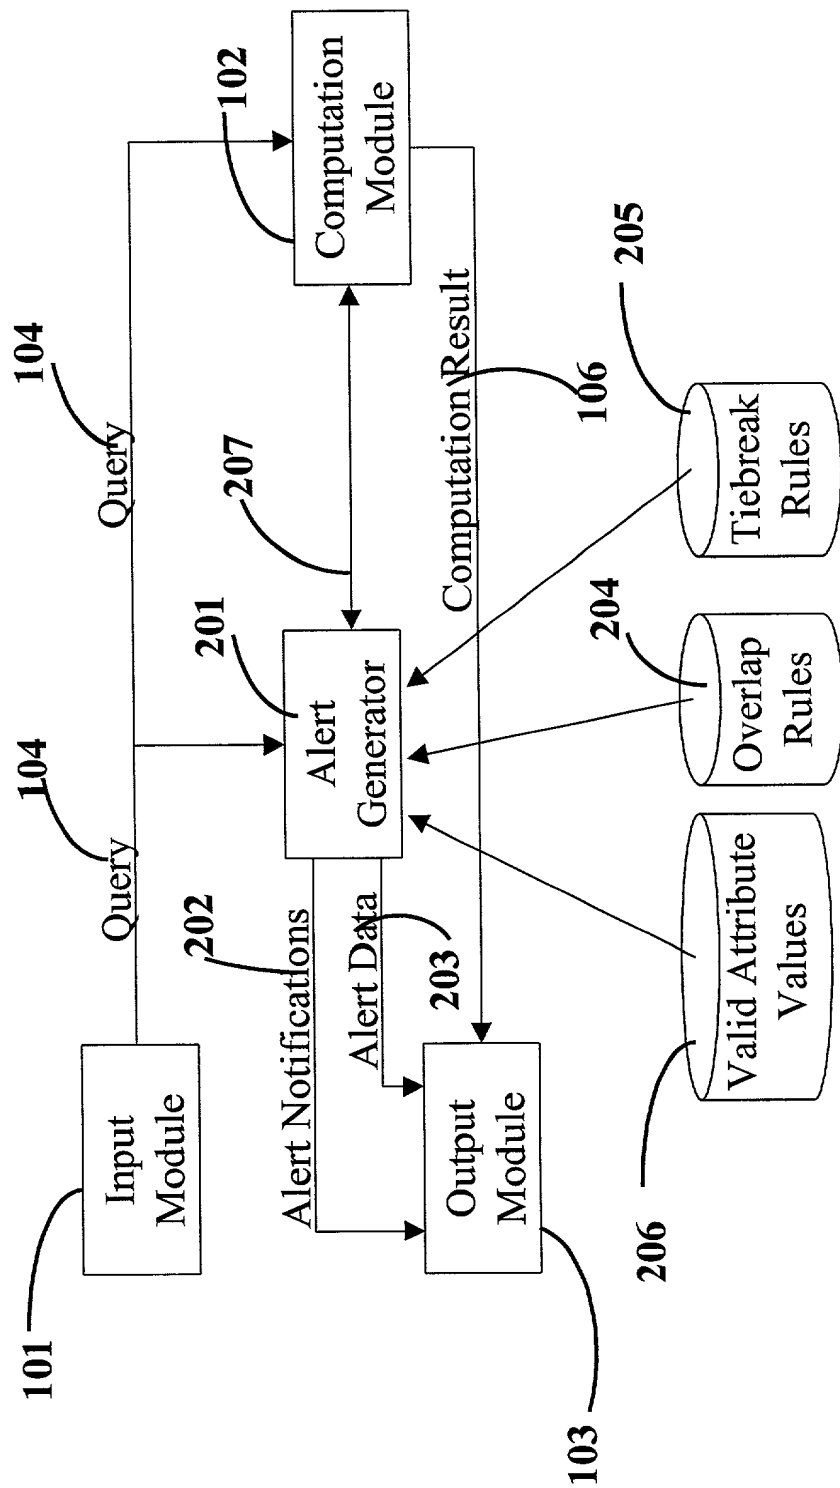 104
104
Query
Query
101
Input
Module
102
Computation
Module
207
201
Alert
Generator
202
Alert Notifications
Alert Data
203
Computation Result
106
Output
Module
103
206
Valid Attribute
Values
204
Overlap
Rules
205
Tiebreak
Rules